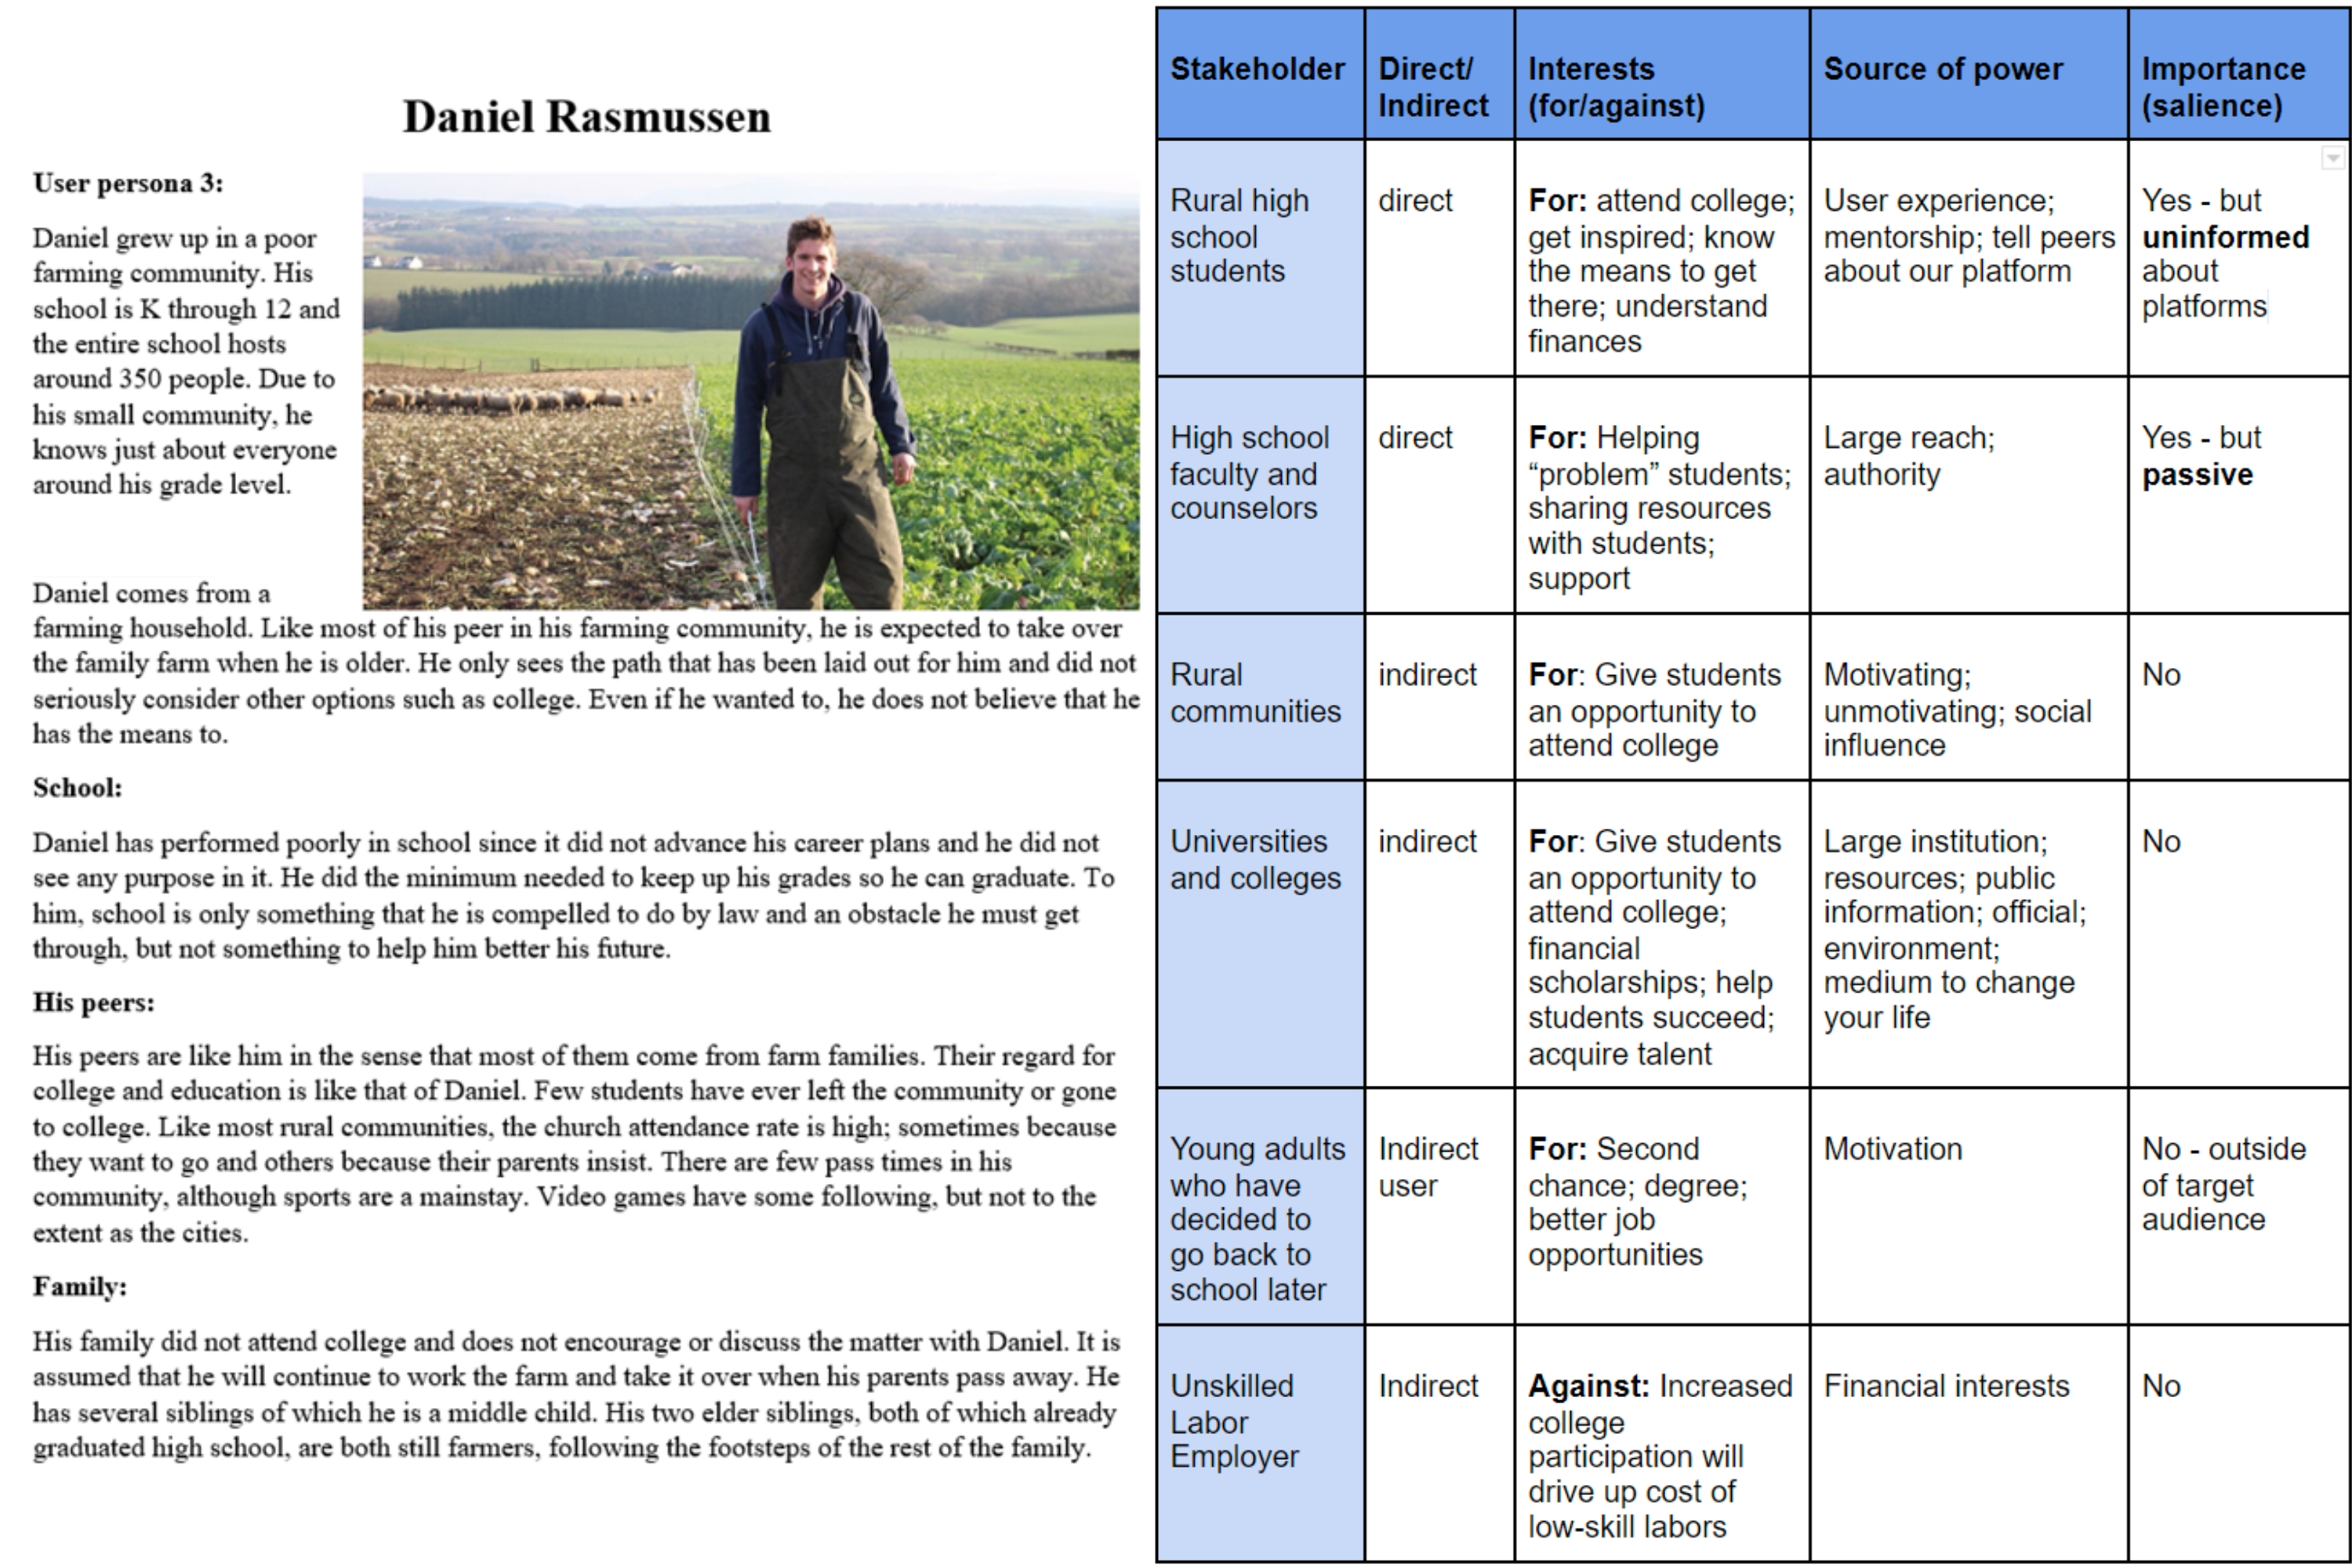 Daniel Rasmussen
User persona 3:
Daniel grew up in a poor
farming community. His
school is K through 12 and
the entire school hosts
around 350 people. Due to
his small community, he
knows just about everyone
around his grade level.
Daniel comes from a
farming household. Like most of his peer in his farming community, he is expected to take over
the family farm when he is older. He only sees the path that has been laid out for him and did not
seriously consider other options such as college. Even if he wanted to, he does not believe that he
has the means to.
School:
Daniel has performed poorly in school since it did not advance his career plans and he did not
see any purpose in it. He did the minimum needed to keep up his grades so he can graduate. To
him, school is only something that he is compelled to do by law and an obstacle he must get
through, but not something to help him better his future.
His peers:
His peers are like him in the sense that most of them come from farm families. Their regard for
college and education is like that of Daniel. Few students have ever left the community or gone
to college. Like most rural communities, the church attendance rate is high; sometimes because
they want to go and others because their parents insist. There are few pass times in his
community, although sports are a mainstay. Video games have some following, but not to the
extent as the cities.
Family:
His family did not attend college and does not encourage or discuss the matter with Daniel. It is
assumed that he will continue to work the farm and take it over when his parents pass away. He
has several siblings of which he is a middle child. His two elder siblings, both of which already
graduated high school, are both still farmers, following the footsteps of the rest of the family.
Stakeholder
Direct/
Indirect
Interests
(for/against)
Source of power
Importance
(salience)
Rural high
school
students
direct
For: attend college;
get inspired; know
the means to get
there; understand
finances
User experience;
mentorship; tell peers
about our platform
Yes - but
uninformed
about
platforms
High school
faculty and
counselors
direct
For: Helping
“problem” students;
sharing resources
with students;
support
Large reach;
authority
Yes - but
passive
Rural
communities
indirect
For: Give students
an opportunity to
attend college
Motivating;
unmotivating; social
influence
No
Universities
and colleges
indirect
For: Give students
an opportunity to
attend college;
financial
scholarships; help
students succeed;
acquire talent
Large institution;
resources; public
information; official;
environment;
medium to change
your life
No
Young adults
who have
decided to
go back to
school later
Indirect
user
For: Second
chance; degree;
better job
opportunities
Motivation
No - outside
of target
audience
Unskilled
Labor
Employer
Indirect
Against: Increased
college
participation will
drive up cost of
low-skill labors
Financial interests
No